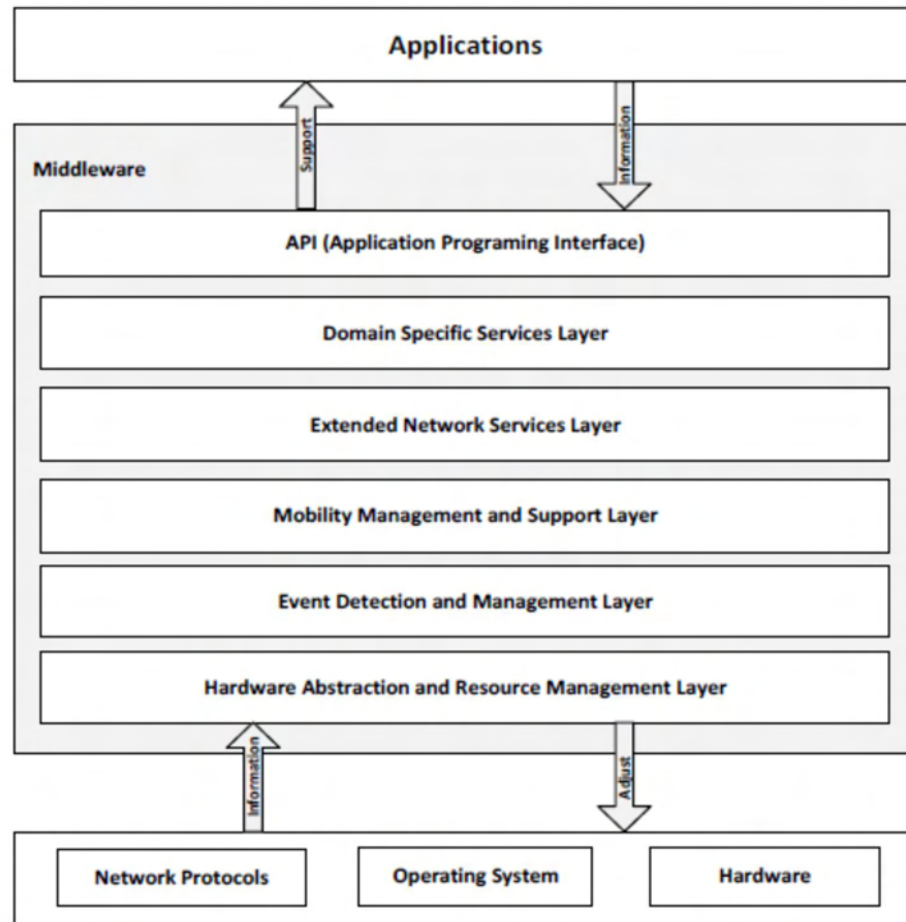 Applications
Support
Information
Middleware
API (Application Programing Interface)
Domain Specific Services Layer
Extended Network Services Layer
Mobility Management and Support Layer
Event Detection and Management Layer
Hardware Abstraction and Resource Management Layer
Information
Adjust
Network Protocols
Operating System
Hardware